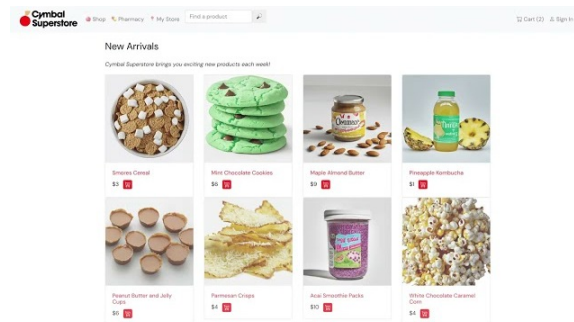 Cymbal
Superstore
Shop
Pharmacy
My Store
Find a product
Cart (2)
Sign In
New Arrivals
Cymbal Superstore brings you exciting new products each week!
Smores Cereal
$3
Mint Chocolate Cookies
$6
Maple Almond Butter
$9
Pineapple Kombucha
$1
Peanut Butter and Jelly
Cups
$6
Parmesan Crisps
$4
Acai Smoothie Packs
$10
White Chocolate Caramel
Corn
$4